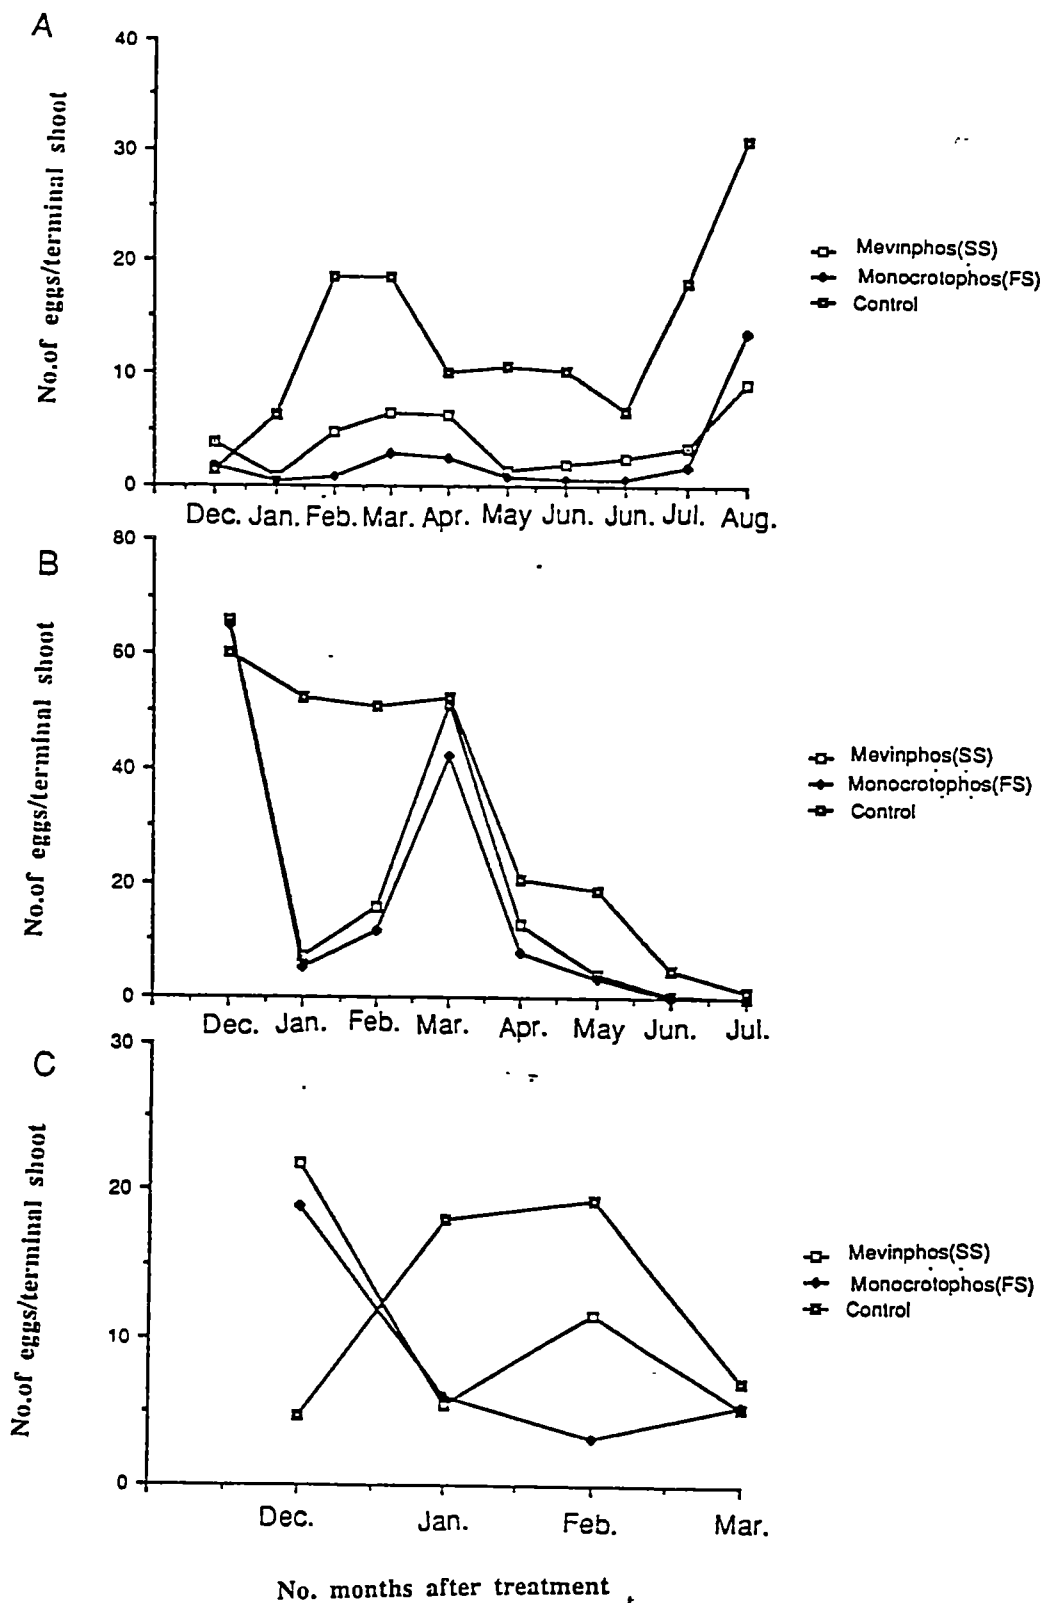 A
40
30
20
10
0
No.of eggs/terminal shoot
Mevinphos(SS)
Monocrotophos(FS)
Control
Dec. Jan. Feb. Mar. Apr. May Jun. Jun. Jul. Aug.
B
80
60
40
20
0
No.of eggs/terminal shoot
Mevinphos(SS)
Monocrotophos(FS)
Control
Dec. Jan. Feb. Mar. Apr. May Jun. Jul.
C
30
20
10
0
No.of eggs/terminal shoot
Mevinphos(SS)
Monocrotophos(FS)
Control
Dec. Jan. Feb. Mar.
No. months after treatment